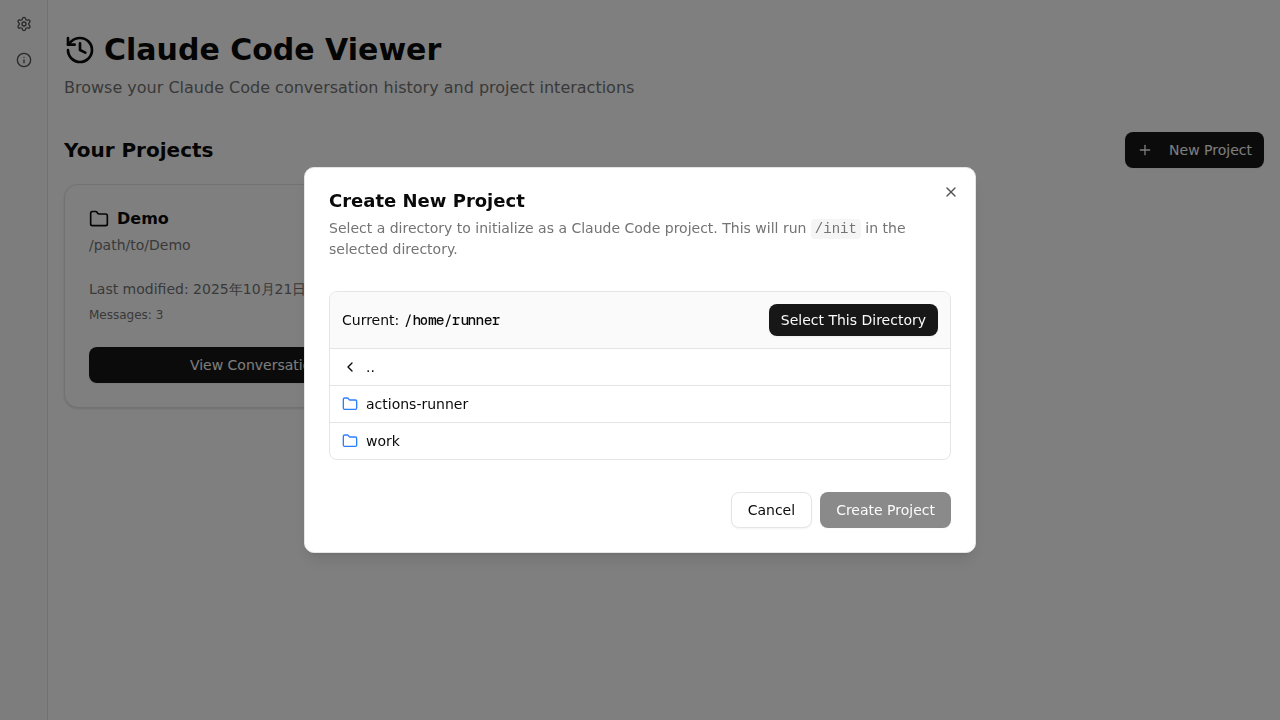 Claude Code Viewer
Browse your Claude Code conversation history and project interactions
Your Projects
New Project
Demo
/path/to/Demo
Last modified: 2025年10月21日
Messages: 3
View
Create New Project
Select a directory to initialize as a Claude Code project. This will run /init in the
selected directory.
Current: /home/runner
Select This Directory
..
actions-runner
work
Cancel
Create Project